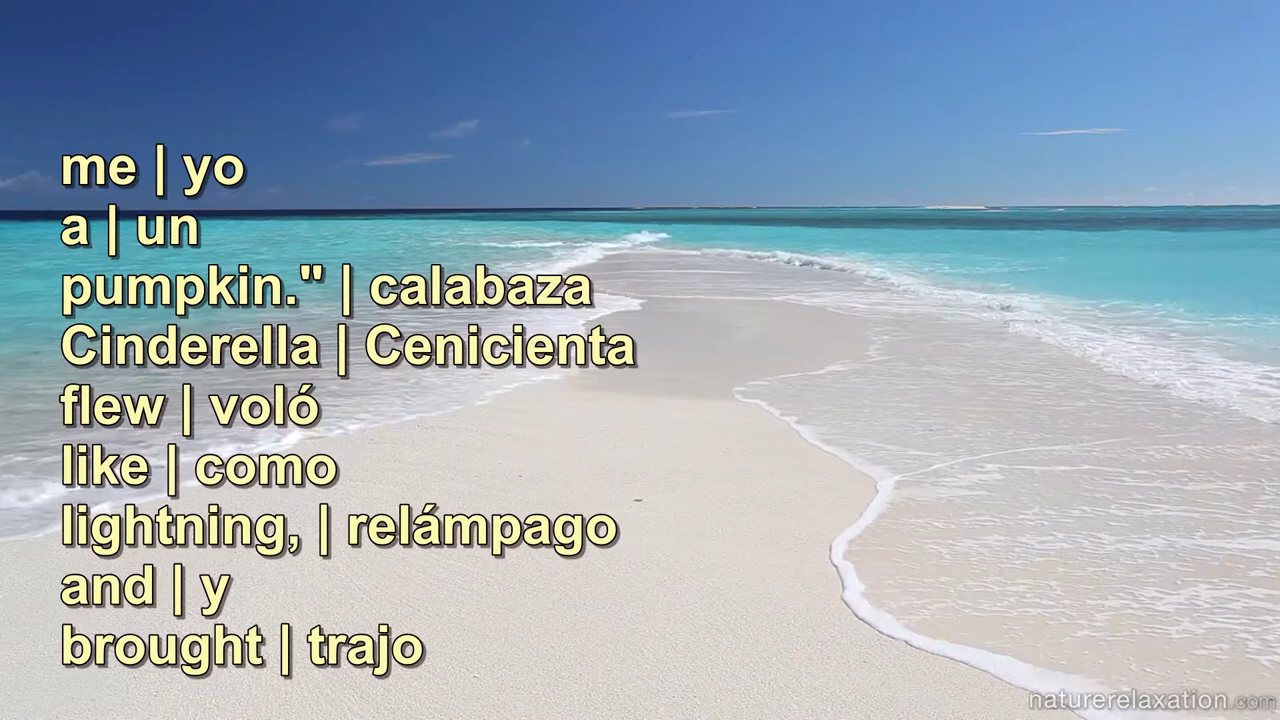 me | yo
a | un
pumpkin." | calabaza
Cinderella | Cenicienta
flew | voló
like | como
lightning, | relámpago
and | y
brought | trajo
naturerelaxation.com